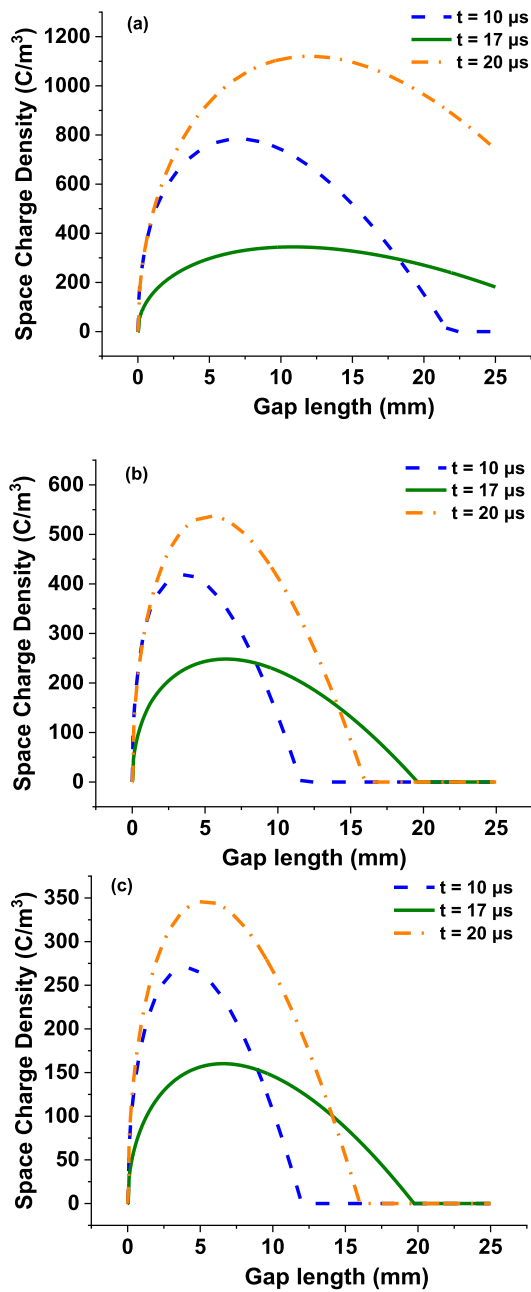 (a)
t = 10 µs
t = 17 µs
t = 20 µs
Space Charge Density (C/m³)
1200
1000
800
600
400
200
0
0 5 10 15 20 25
Gap length (mm)
(b)
t = 10 µs
t = 17 µs
t = 20 µs
Space Charge Density (C/m³)
600
500
400
300
200
100
0
0 5 10 15 20 25
Gap length (mm)
(c)
t = 10 µs
t = 17 µs
t = 20 µs
Space Charge Density (C/m³)
350
300
250
200
150
100
50
0
0 5 10 15 20 25
Gap length (mm)